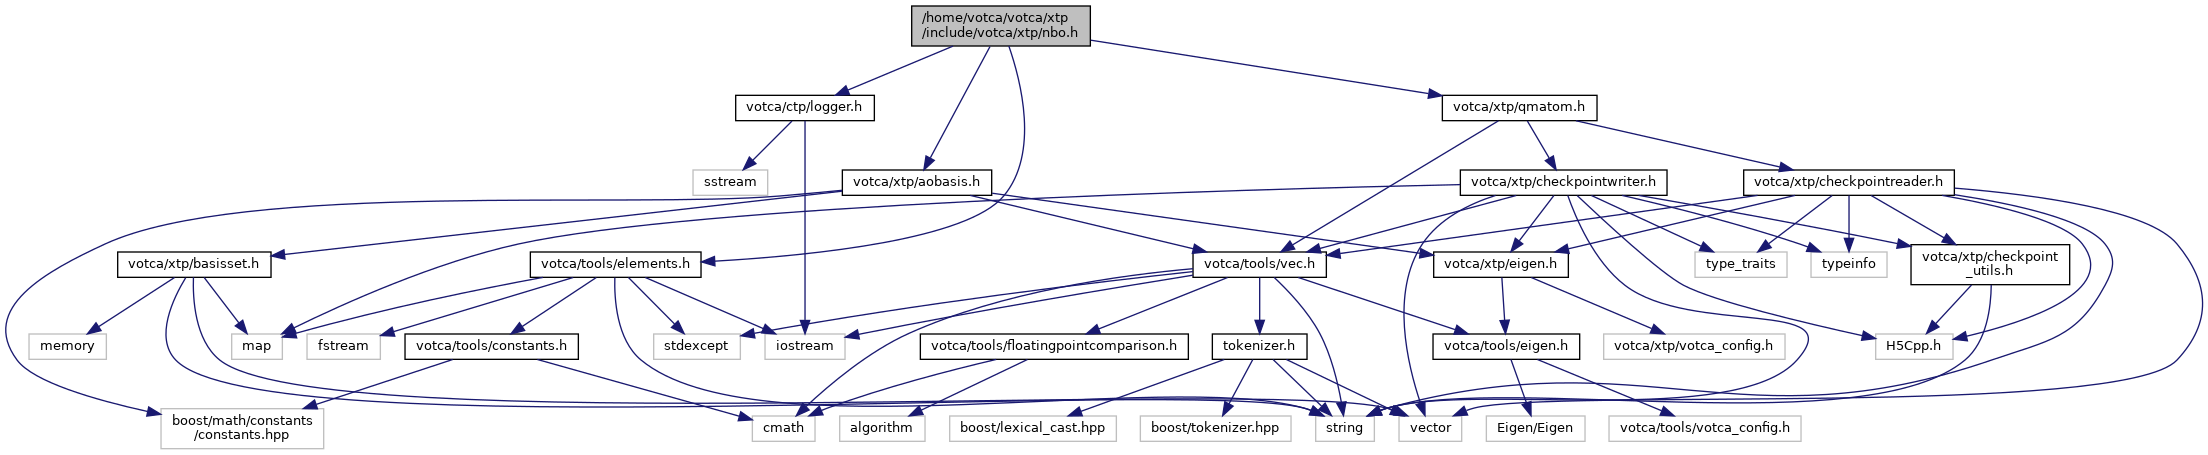 /home/votca/votca/xtp
/include/votca/xtp/nbo.h
votca/ctp/logger.h
votca/xtp/qmatom.h
sstream
votca/xtp/aobasis.h
votca/xtp/checkpointwriter.h
votca/xtp/checkpointreader.h
votca/xtp/basisset.h
votca/tools/elements.h
votca/tools/vec.h
votca/xtp/eigen.h
type_traits
typeinfo
votca/xtp/checkpoint
_utils.h
memory
map
fstream
votca/tools/constants.h
stdexcept
iostream
votca/tools/floatingpointcomparison.h
tokenizer.h
votca/tools/eigen.h
votca/xtp/votca_config.h
H5Cpp.h
boost/math/constants
/constants.hpp
cmath
algorithm
boost/lexical_cast.hpp
boost/tokenizer.hpp
string
vector
Eigen/Eigen
votca/tools/votca_config.h